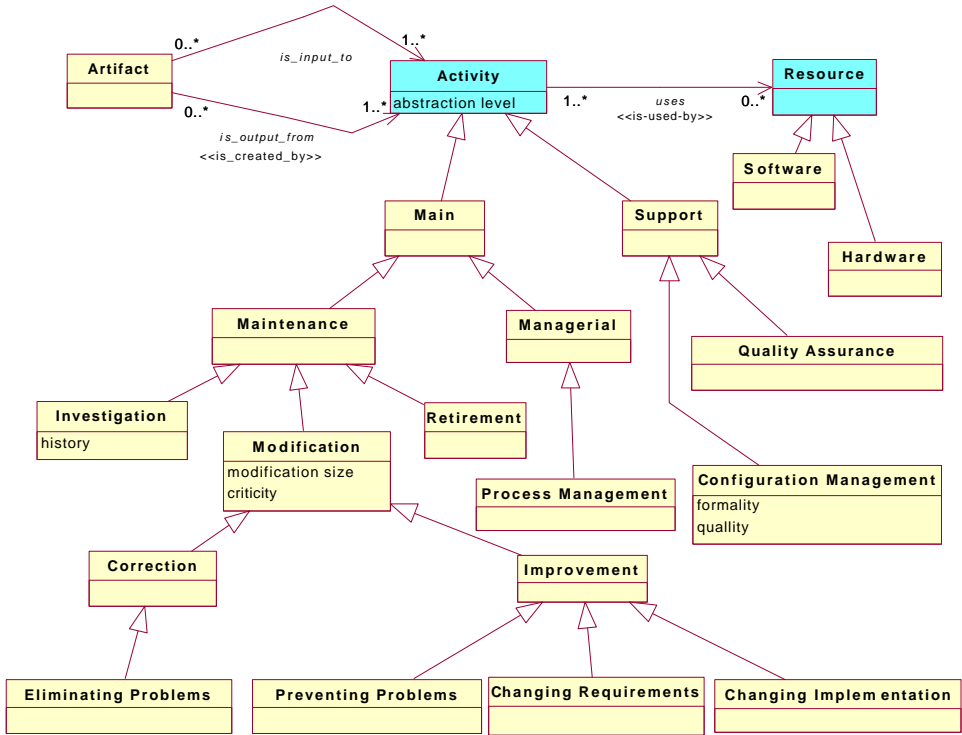 0..*
1..*
Artifact
is_input_to
Activity
Resource
abstraction level
0..*
1..*
1..*
uses
0..*
<<is-used-by>>
is_output_from
<<is_created_by>>
Software
Main
Support
Hardware
Maintenance
Managerial
Quality Assurance
Investigation
history
Retirement
Modification
modification size
criticity
Process Management
Configuration Management
formality
quallity
Correction
Improvement
Eliminating Problems
Preventing Problems
Changing Requirements
Changing Implementation